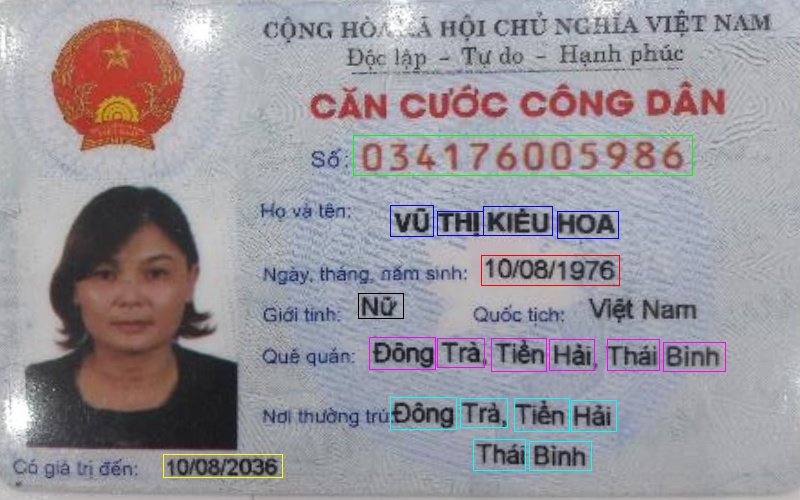 CỘNG HÒA XÃ HỘI CHỦ NGHĨA VIỆT NAM
Độc lập - Tự do - Hạnh phúc
CĂN CƯỚC CÔNG DÂN
Số: 034176005986
Họ và tên: VŨ THỊ KIỀU HOA
Ngày, tháng, năm sinh: 10/08/1976
Giới tính: Nữ Quốc tịch: Việt Nam
Quê quán: Đông Trà, Tiền Hải, Thái Bình
Nơi thường trú: Đông Trà, Tiền Hải
Thái Bình
Có giá trị đến: 10/08/2036